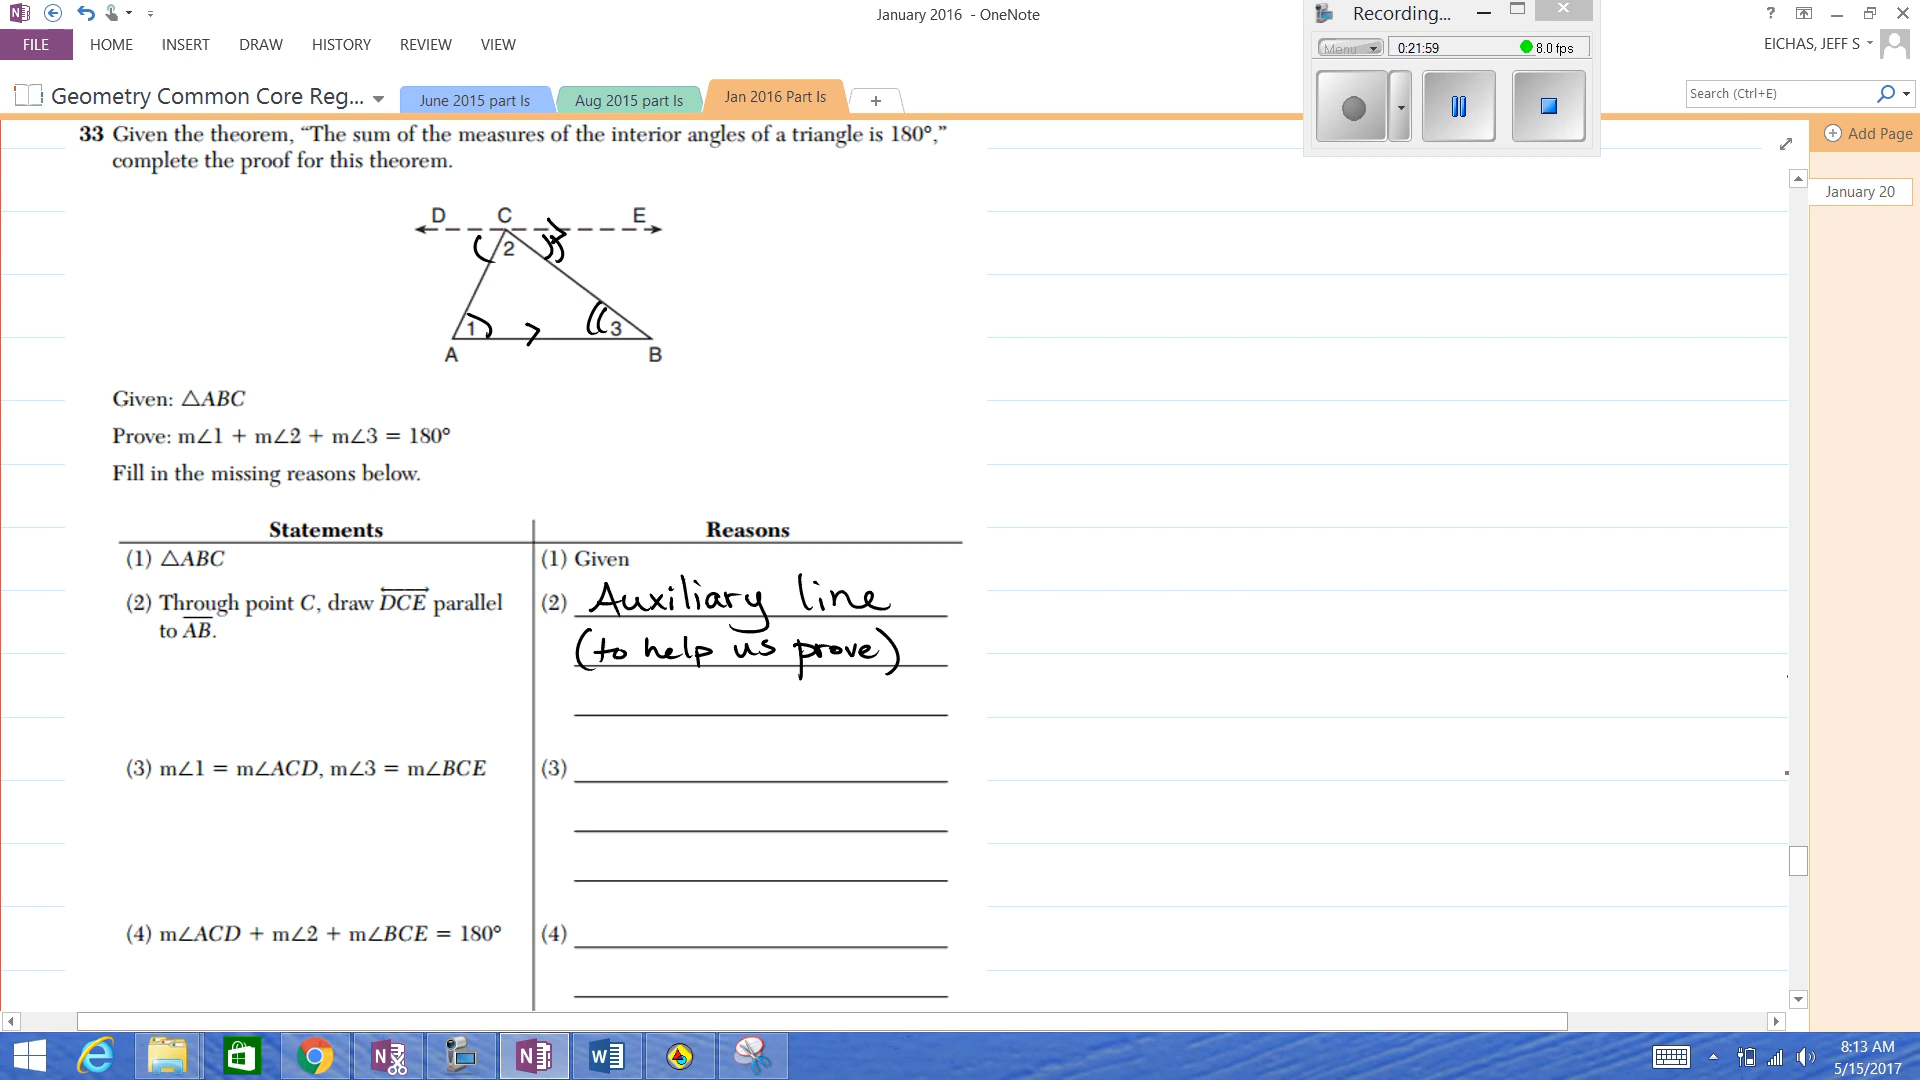 January 2016 - OneNote
Recording...
FILE HOME INSERT DRAW HISTORY REVIEW VIEW
Menu
0:21:59
8.0 fps
EICHAS, JEFF S
Geometry Common Core Reg...
June 2015 part Is
Aug 2015 part Is
Jan 2016 Part Is
Search (Ctrl+E)
Add Page
January 20
33 Given the theorem, “The sum of the measures of the interior angles of a triangle is 180°,”
complete the proof for this theorem.
D C E
2
1 3
A B
Given: △ABC
Prove: m∠1 + m∠2 + m∠3 = 180°
Fill in the missing reasons below.
Statements Reasons
(1) △ABC (1) Given
(2) Through point C, draw DCE parallel (2) Auxiliary line
to AB. (to help us prove)
(3) m∠1 = m∠ACD, m∠3 = m∠BCE (3)
(4) m∠ACD + m∠2 + m∠BCE = 180° (4)
8:13 AM
5/15/2017